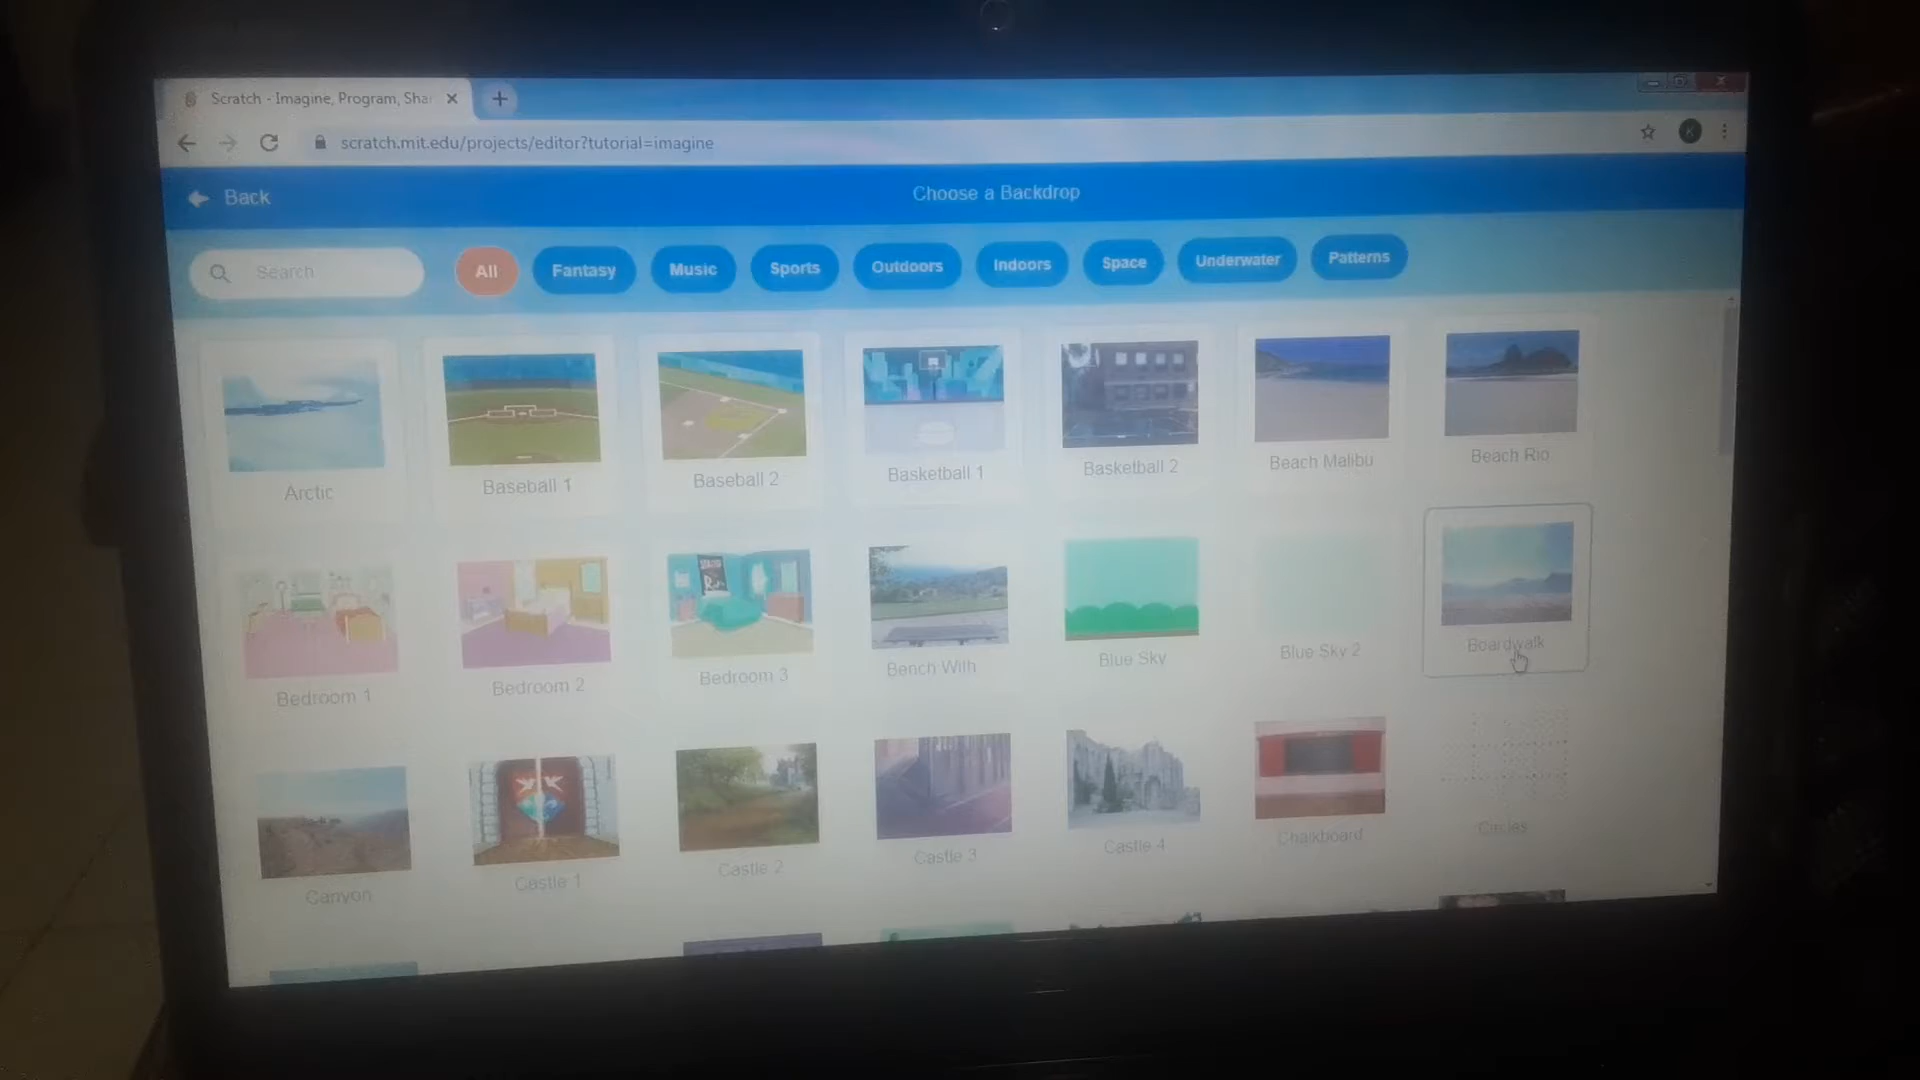 Scratch - Imagine, Program, Shar
scratch.mit.edu/projects/editor?tutorial=imagine
K
Back
Choose a Backdrop
Search
All
Fantasy
Music
Sports
Outdoors
Indoors
Space
Underwater
Patterns
Arctic
Baseball 1
Baseball 2
Basketball 1
Basketball 2
Beach Malibu
Beach Rio
Bedroom 1
Bedroom 2
Bedroom 3
Bench With
Blue Sky
Blue Sky 2
Boardwalk
Canyon
Castle 1
Castle 2
Castle 3
Castle 4
Chalkboard
Circles